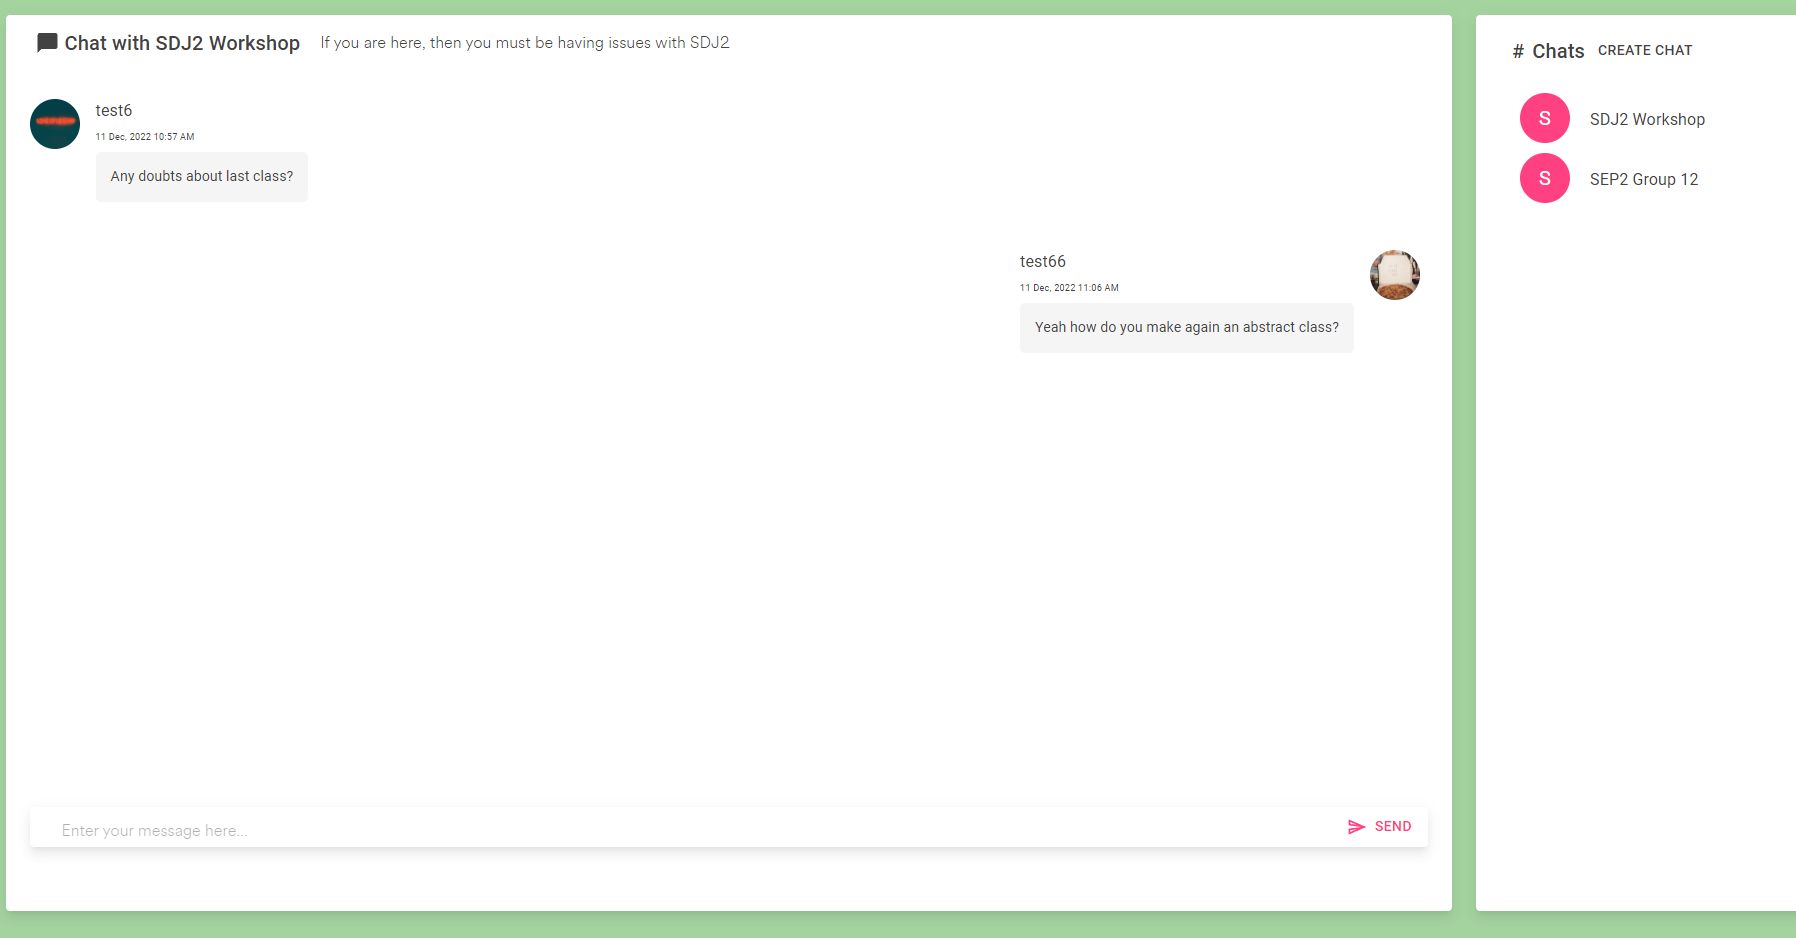 Chat with SDJ2 Workshop If you are here, then you must be having issues with SDJ2
test6
11 Dec, 2022 10:57 AM
Any doubts about last class?
test66
11 Dec, 2022 11:06 AM
Yeah how do you make again an abstract class?
Enter your message here...
SEND
# Chats CREATE CHAT
S SDJ2 Workshop
S SEP2 Group 12